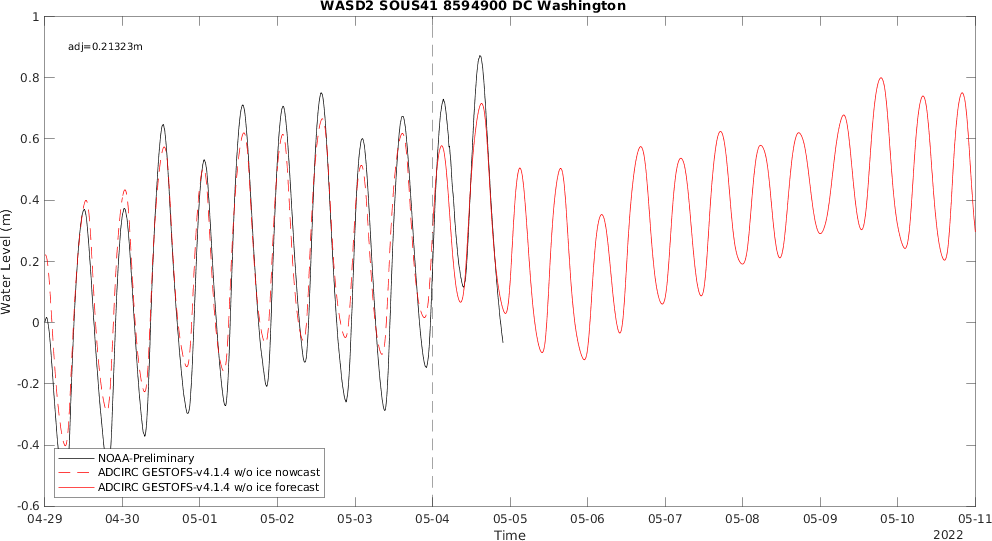 WASD2 SOUS41 8594900 DC Washington
adj=0.21323m
1
0.8
0.6
0.4
0.2
0
-0.2
-0.4
-0.6
Water Level (m)
NOAA-Preliminary
ADCIRC GESTOFS-v4.1.4 w/o ice nowcast
ADCIRC GESTOFS-v4.1.4 w/o ice forecast
04-29 04-30 05-01 05-02 05-03 05-04 05-05 05-06 05-07 05-08 05-09 05-10 05-11
Time
2022